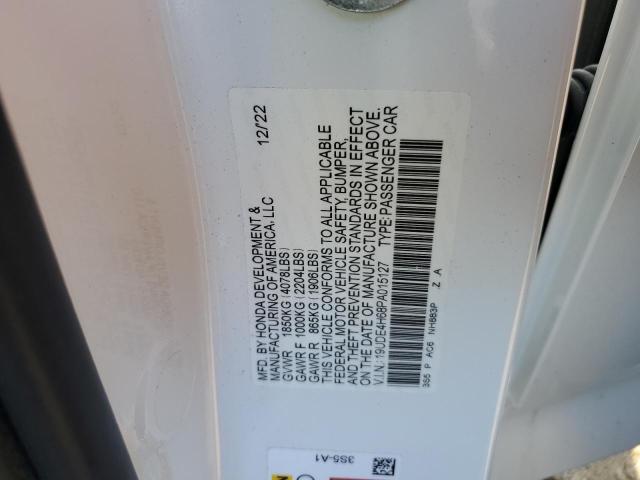 MFD. BY HONDA DEVELOPMENT & 12/'22
MANUFACTURING OF AMERICA, LLC
GVWR 1850KG (4078LBS)
GAWR F 1000KG (2204LBS)
GAWR R 865KG (1906LBS)
THIS VEHICLE CONFORMS TO ALL APPLICABLE
FEDERAL MOTOR VEHICLE SAFETY, BUMPER,
AND THEFT PREVENTION STANDARDS IN EFFECT
ON THE DATE OF MANUFACTURE SHOWN ABOVE.
V.I.N.: 19UDE4H68PA015127 TYPE:PASSENGER CAR
3S5 P AC6 NH883P Z A
3S5-A1